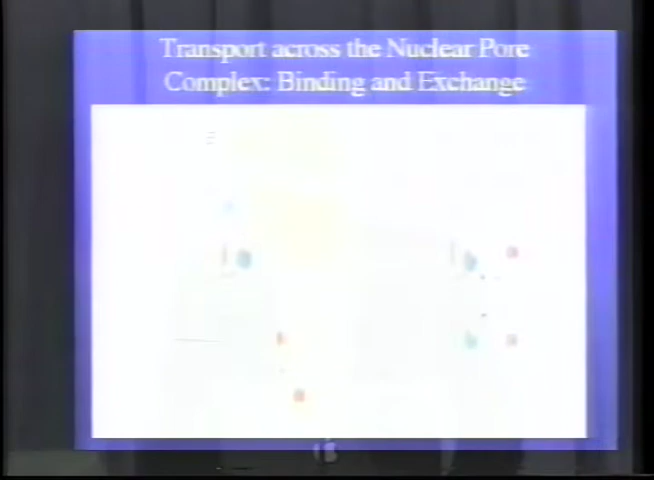 Transport across the Nuclear Pore
Complex: Binding and Exchange